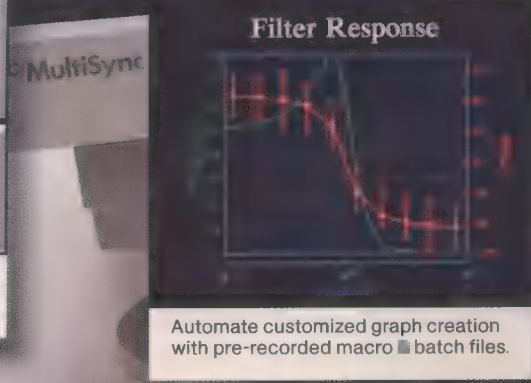 MultiSync
Filter Response
Automate customized graph creation
with pre-recorded macro batch files.